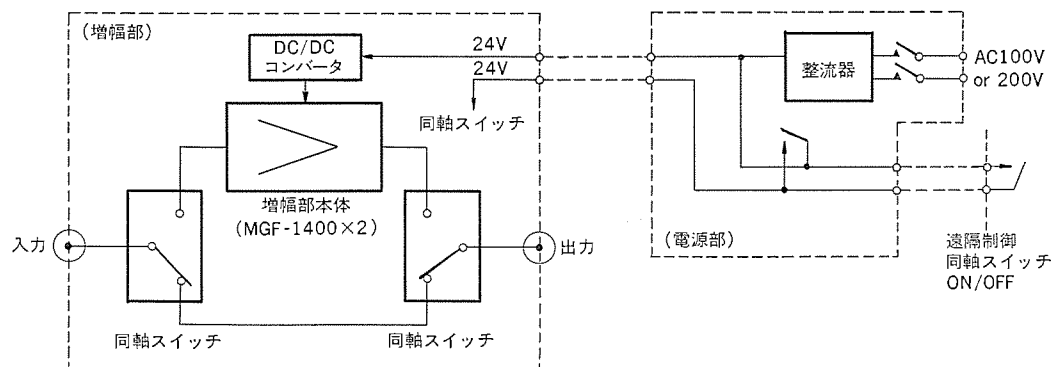 (増幅部)
DC/DC
コンバータ
24V
24V
同軸スイッチ
増幅部本体
(MGF-1400×2)
入力
出力
同軸スイッチ
同軸スイッチ
整流器
AC100V
or 200V
(電源部)
遠隔制御
同軸スイッチ
ON/OFF